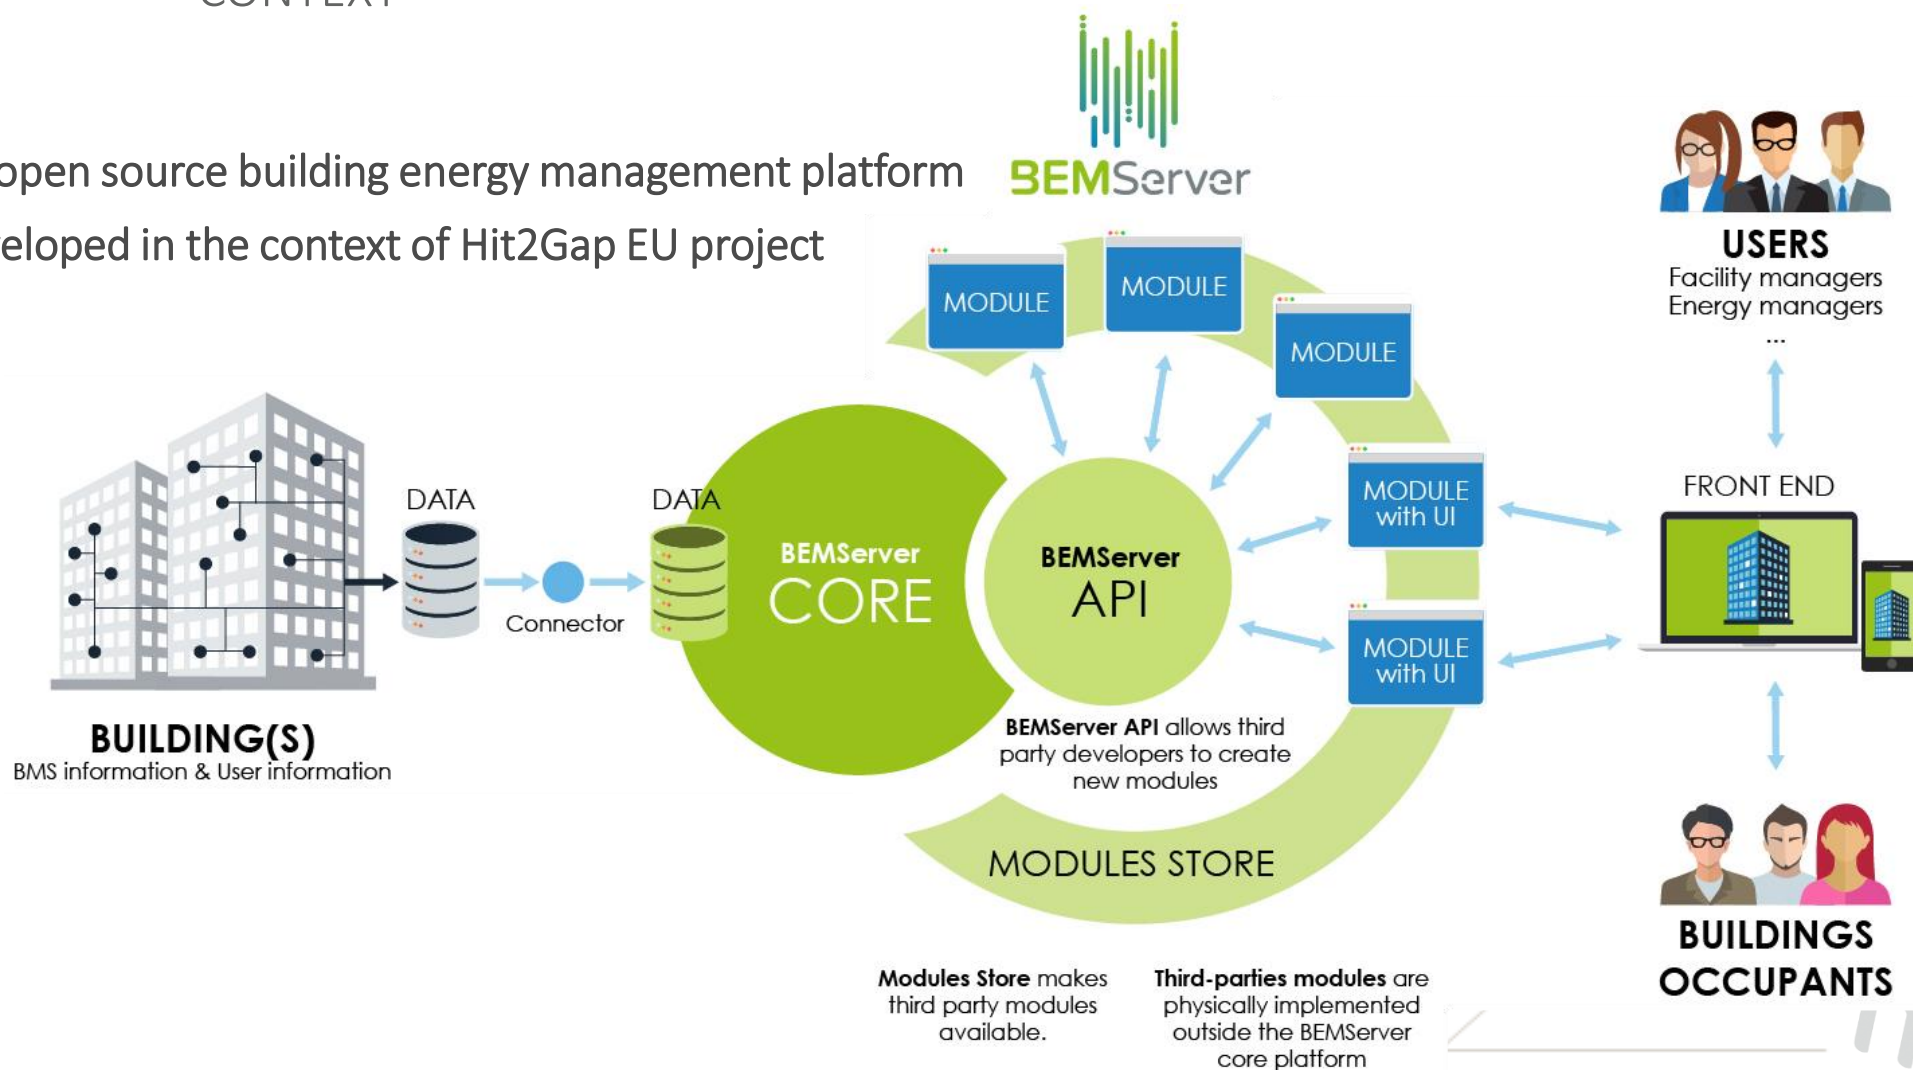 CONTEXT
open source building energy management platform
eloped in the context of Hit2Gap EU project
BEMServer
MODULE
MODULE
MODULE
MODULE
with UI
MODULE
with UI
USERS
Facility managers
Energy managers
...
FRONT END
DATA
DATA
Connector
BEMServer
CORE
BEMServer
API
BUILDING(S)
BMS information & User information
BEMServer API allows third
party developers to create
new modules
MODULES STORE
BUILDINGS
OCCUPANTS
Modules Store makes
third party modules
available.
Third-parties modules are
physically implemented
outside the BEMServer
core platform